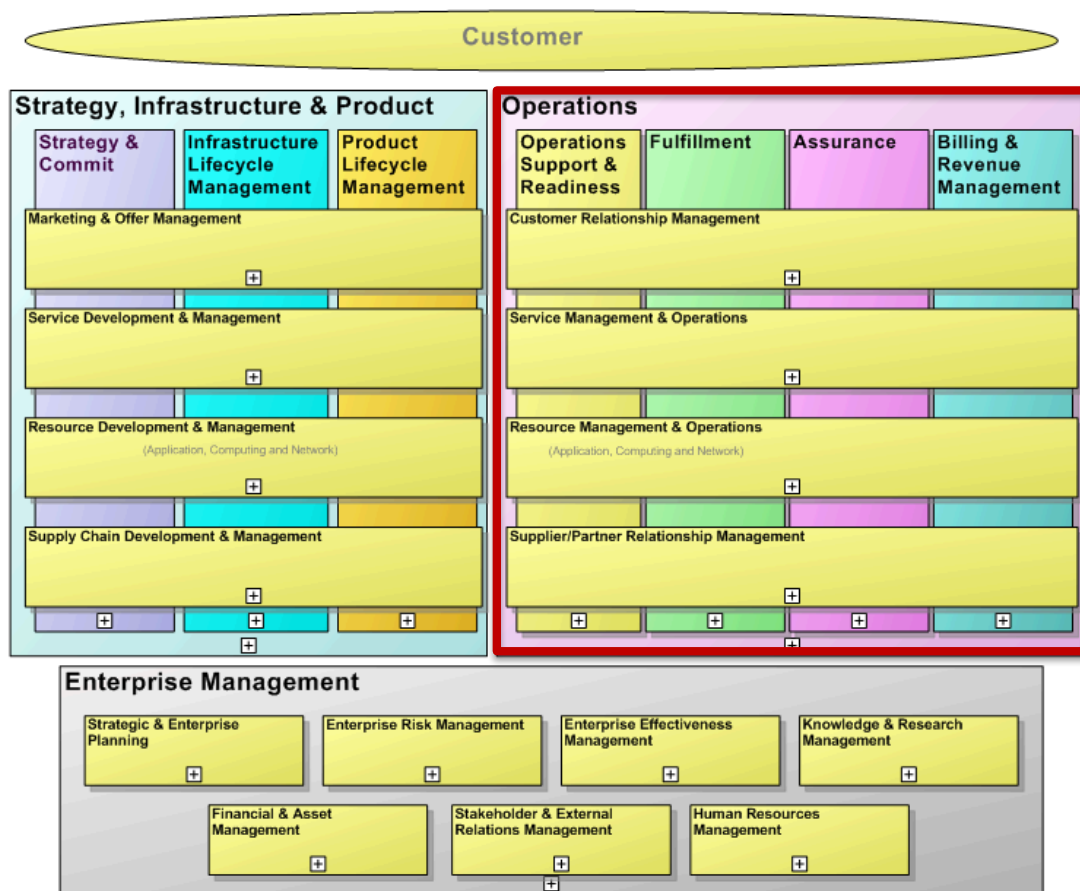 Customer
Strategy, Infrastructure & Product
Strategy &
Commit
Infrastructure
Lifecycle
Management
Product
Lifecycle
Management
Marketing & Offer Management
Service Development & Management
Resource Development & Management
(Application, Computing and Network)
Supply Chain Development & Management
Operations
Operations
Support &
Readiness
Fulfillment
Assurance
Billing &
Revenue
Management
Customer Relationship Management
Service Management & Operations
Resource Management & Operations
(Application, Computing and Network)
Supplier/Partner Relationship Management
Enterprise Management
Strategic & Enterprise
Planning
Enterprise Risk Management
Enterprise Effectiveness
Management
Knowledge & Research
Management
Financial & Asset
Management
Stakeholder & External
Relations Management
Human Resources
Management